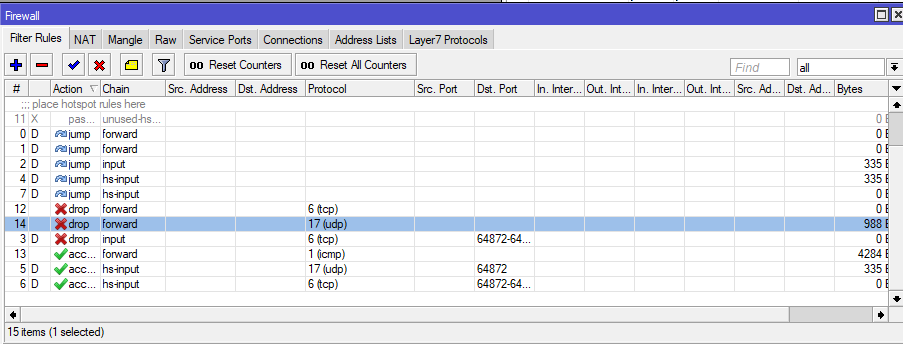 Firewall
Filter Rules NAT Mangle Raw Service Ports Connections Address Lists Layer7 Protocols
00 Reset Counters 00 Reset All Counters Find all
# Action Chain Src. Address Dst. Address Protocol Src. Port Dst. Port In. Inter... Out. Int... In. Inter... Out. Int... Src. Ad... Dst. Ad... Bytes
;;; place hotspot rules here
11 X pas... unused-hs... 0 B
0 D jump forward 0 B
1 D jump forward 0 B
2 D jump input 335 B
4 D jump hs-input 335 B
7 D jump hs-input 0 B
12 drop forward 6 (tcp) 0 B
14 drop forward 17 (udp) 988 B
3 D drop input 6 (tcp) 64872-64... 0 B
13 acc... forward 1 (icmp) 4284 B
5 D acc... hs-input 17 (udp) 64872 335 B
6 D acc... hs-input 6 (tcp) 64872-64... 0 B
15 items (1 selected)